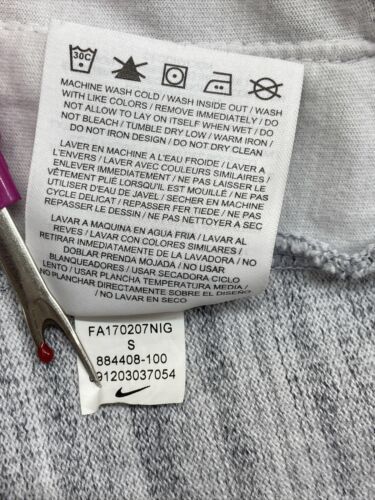 30C
MACHINE WASH COLD / WASH INSIDE OUT / WASH
WITH LIKE COLORS / REMOVE IMMEDIATELY / DO
NOT ALLOW TO LAY ON ITSELF WHEN WET / DO
NOT BLEACH / TUMBLE DRY LOW / WARM IRON /
DO NOT IRON DESIGN / DO NOT DRY CLEAN
LAVER EN MACHINE A L'EAU FROIDE / LAVER A
L'ENVERS / LAVER AVEC COULEURS SIMILAIRES /
ENLEVER IMMÉDIATEMENT / NE PAS LAISSER LE
VÊTEMENT PLIÉ LORSQU'IL EST MOUILLÉ / NE PAS
UTILISER D'EAU DE JAVEL / SÉCHER EN MACHINE
CYCLE DELICAT / REPASSER FER TIEDE / NE PAS
REPASSER LE DESSIN / NE PAS NETTOYER A SEC
LAVAR A MAQUINA EN AGUA FRIA / LAVAR AL
REVES / LAVAR CON COLORES SIMILARES /
RETIRAR INMEDIATAMENTE DE LA LAVADORA / NO
DOBLAR PRENDA MOJADA / NO USAR
BLANQUEADORES / USAR SECADORA CICLO
LENTO / USAR PLANCHA TEMPERATURA MEDIA /
NO PLANCHAR DIRECTAMENTE SOBRE EL DISEÑO
/ NO LAVAR EN SECO
FA170207NIG
S
884408-100
91203037054